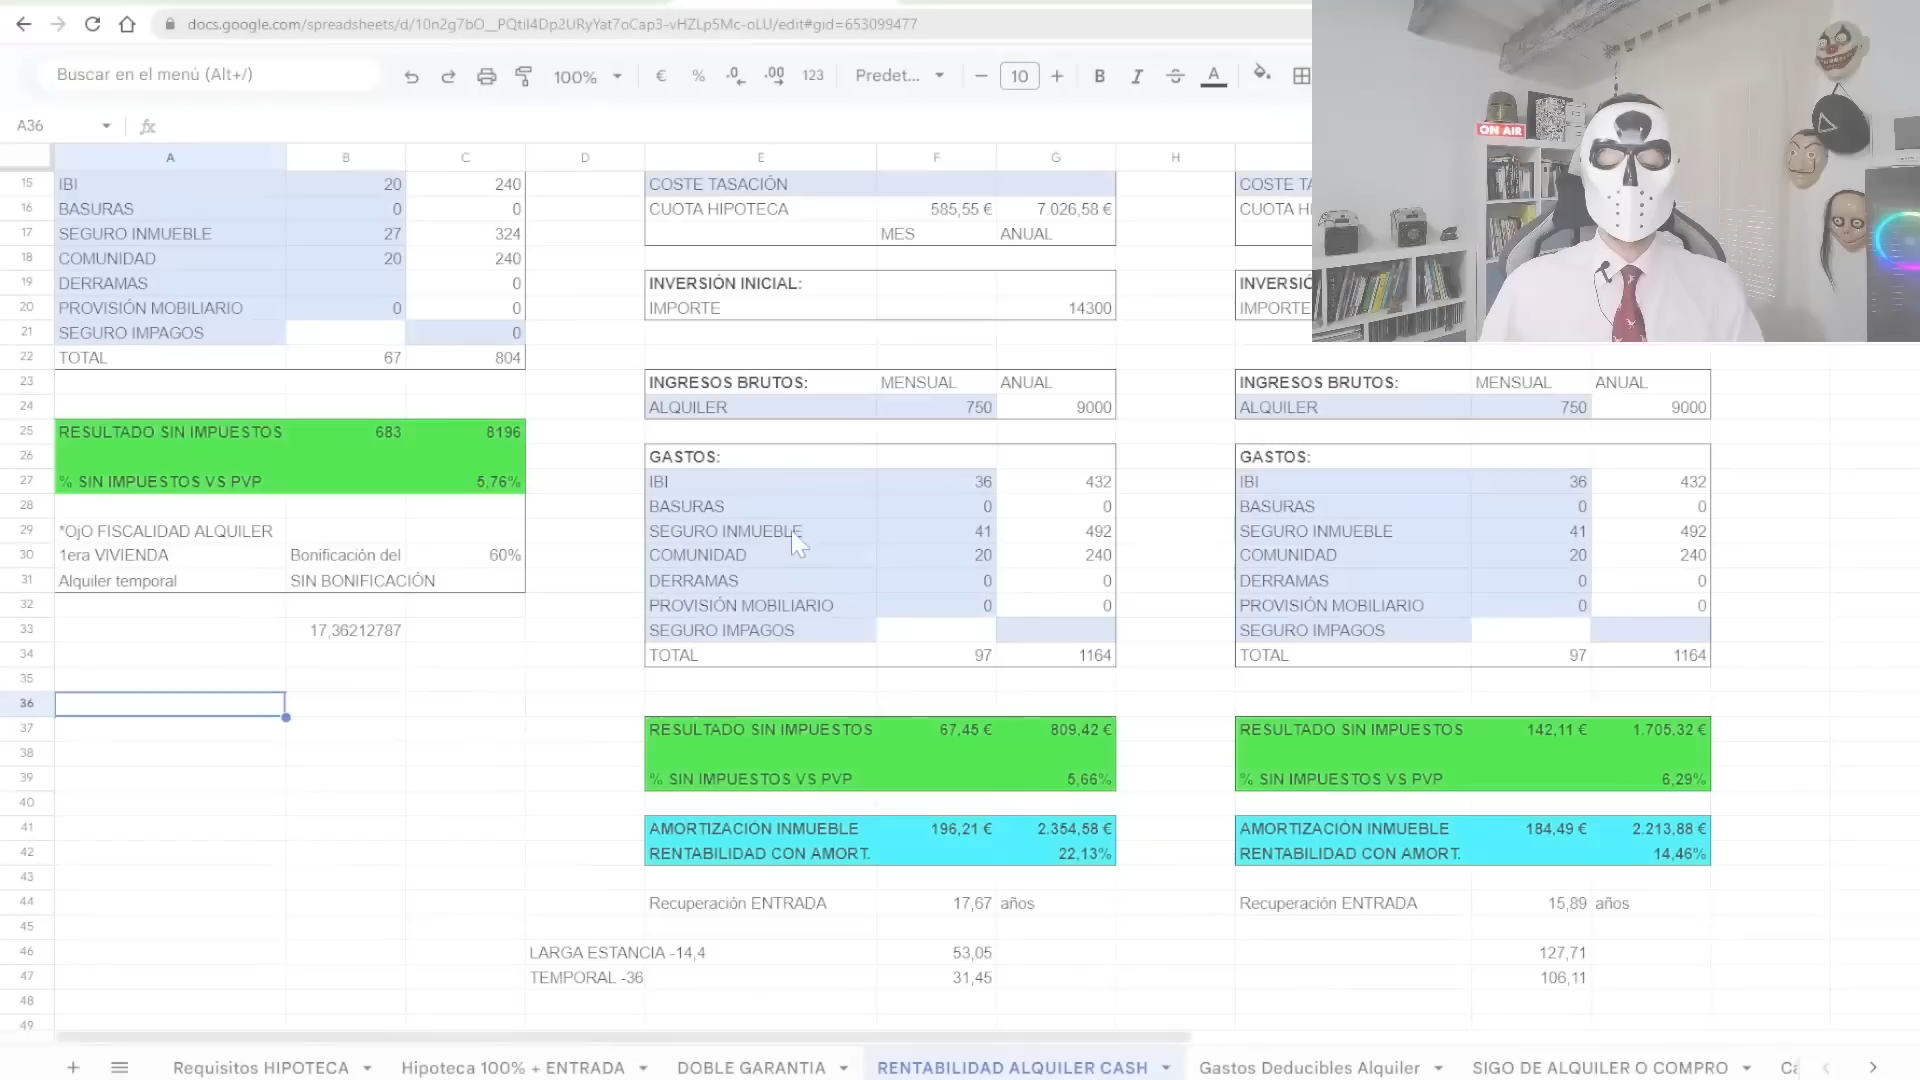 docs.google.com/spreadsheets/d/10n2g7bO__PQtiI4Dp2URyYat7oCap3-vHZLp5Mc-oLU/edit#gid=653099477
Buscar en el menú (Alt+/) 100% € % .0 .00 123 Predet... − 10 + B I S A
A36 fx
A B C D E F G H
15 IBI 20 240 COSTE TASACIÓN COSTE TA
16 BASURAS 0 0 CUOTA HIPOTECA 585,55 € 7.026,58 € CUOTA HI
17 SEGURO INMUEBLE 27 324 MES ANUAL
18 COMUNIDAD 20 240
19 DERRAMAS 0 INVERSIÓN INICIAL: INVERSIÓ
20 PROVISIÓN MOBILIARIO 0 0 IMPORTE 14300 IMPORTE
21 SEGURO IMPAGOS 0
22 TOTAL 67 804
23 INGRESOS BRUTOS: MENSUAL ANUAL INGRESOS BRUTOS: MENSUAL ANUAL
24 ALQUILER 750 9000 ALQUILER 750 9000
25 RESULTADO SIN IMPUESTOS 683 8196
26 GASTOS: GASTOS:
27 % SIN IMPUESTOS VS PVP 5,76% IBI 36 432 IBI 36 432
28 BASURAS 0 0 BASURAS 0 0
29 *OjO FISCALIDAD ALQUILER SEGURO INMUEBLE 41 492 SEGURO INMUEBLE 41 492
30 1era VIVIENDA Bonificación del 60% COMUNIDAD 20 240 COMUNIDAD 20 240
31 Alquiler temporal SIN BONIFICACIÓN DERRAMAS 0 0 DERRAMAS 0 0
32 PROVISIÓN MOBILIARIO 0 0 PROVISIÓN MOBILIARIO 0 0
33 17,36212787 SEGURO IMPAGOS SEGURO IMPAGOS
34 TOTAL 97 1164 TOTAL 97 1164
35
36
37 RESULTADO SIN IMPUESTOS 67,45 € 809,42 € RESULTADO SIN IMPUESTOS 142,11 € 1.705,32 €
38
39 % SIN IMPUESTOS VS PVP 5,66% % SIN IMPUESTOS VS PVP 6,29%
40
41 AMORTIZACIÓN INMUEBLE 196,21 € 2.354,58 € AMORTIZACIÓN INMUEBLE 184,49 € 2.213,88 €
42 RENTABILIDAD CON AMORT. 22,13% RENTABILIDAD CON AMORT. 14,46%
43
44 Recuperación ENTRADA 17,67 años Recuperación ENTRADA 15,89 años
45
46 LARGA ESTANCIA -14,4 53,05 127,71
47 TEMPORAL -36 31,45 106,11
48
49
+ Requisitos HIPOTECA Hipoteca 100% + ENTRADA DOBLE GARANTIA RENTABILIDAD ALQUILER CASH Gastos Deducibles Alquiler SIGO DE ALQUILER O COMPRO
ON AIR